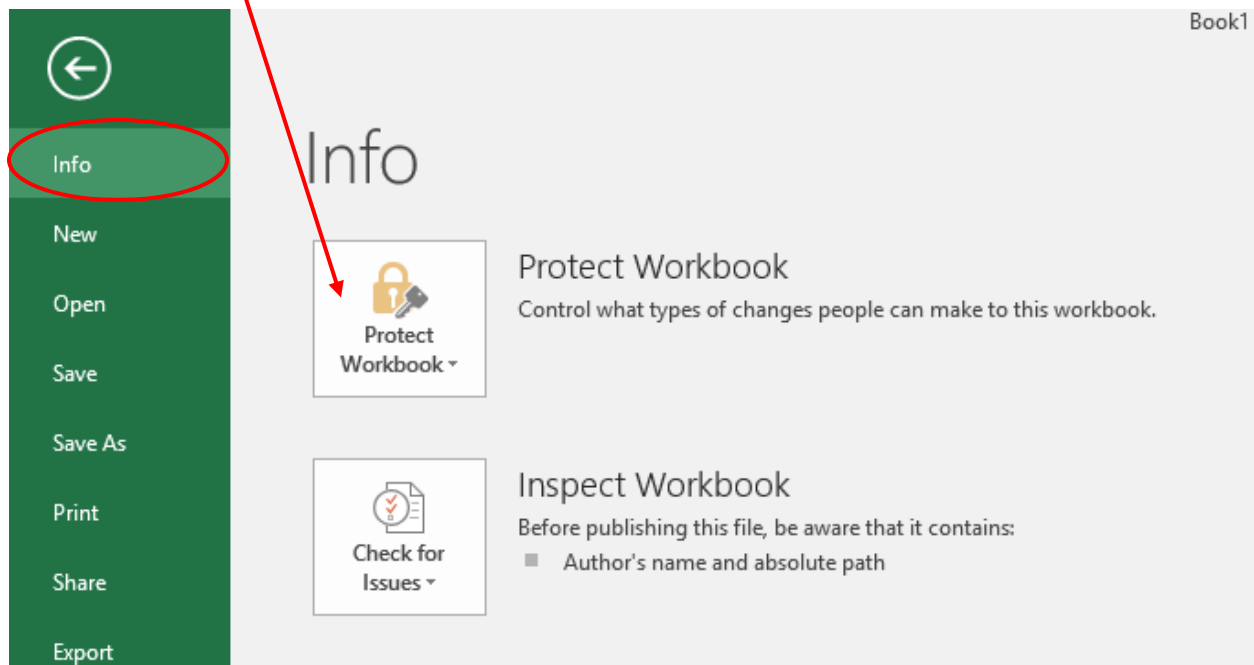 Book1
Info
New
Open
Save
Save As
Print
Share
Export
Info
Protect
Workbook
Protect Workbook
Control what types of changes people can make to this workbook.
Check for
Issues
Inspect Workbook
Before publishing this file, be aware that it contains:
Author's name and absolute path